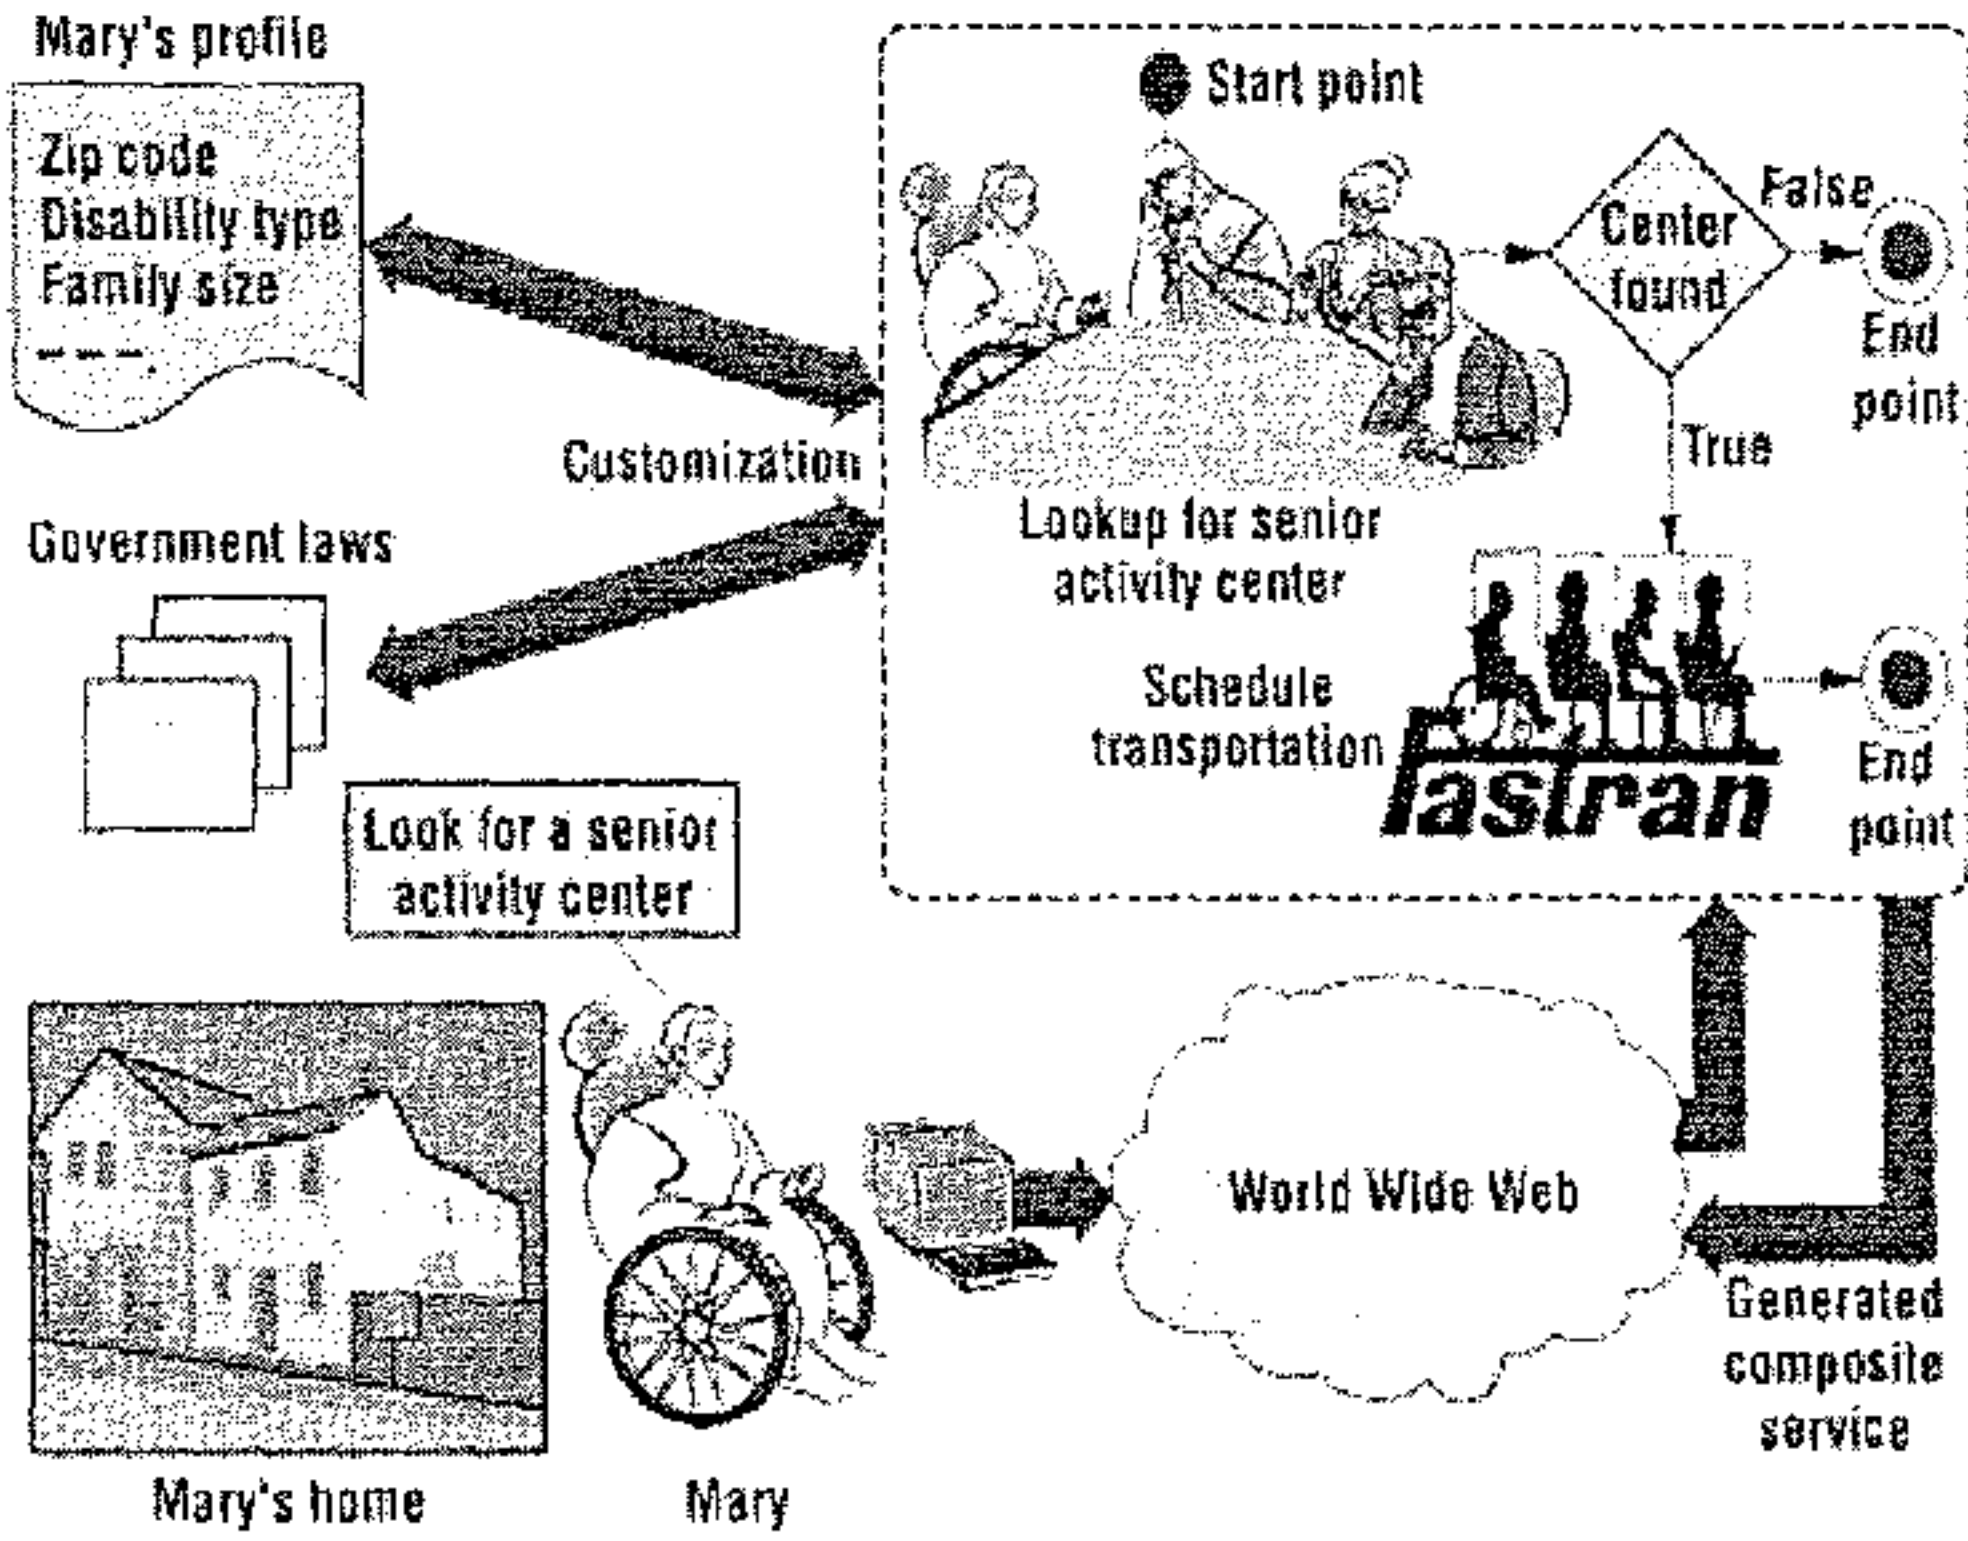 Mary's profile
Zip code
Disability type
Family size
Customization
Government laws
Look for a senior
activity center
Mary's home
Mary
Start point
Lookup for senior
activity center
Center
found
False
End
point
True
Schedule
transportation
Fastran
End
point
World Wide Web
Generated
composite
service